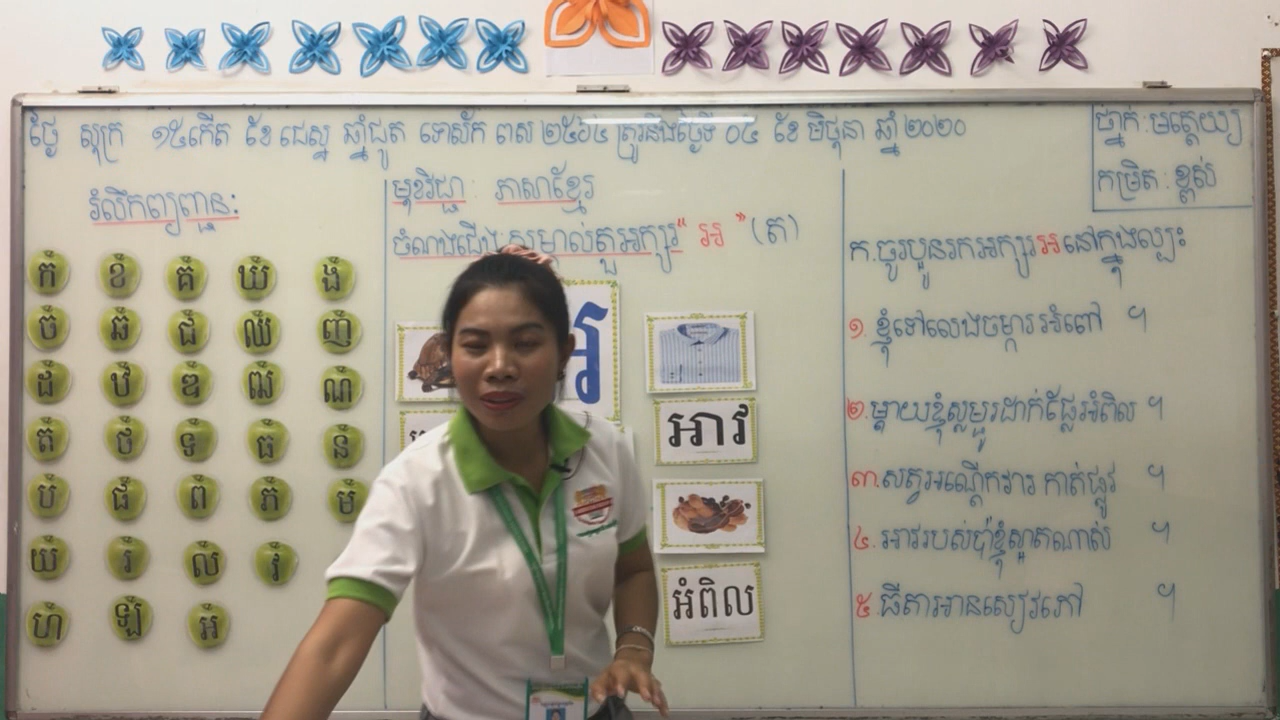 ថ្ងៃ សុក្រ ១៥កើត ខែ ជេស្ឋ ឆ្នាំជូត ទោស័ក ពស ២៥៦៤ ត្រូវនឹងថ្ងៃទី ០៥ ខែ មិថុនា ឆ្នាំ ២០២០
ថ្នាក់ : មត្តេយ្យ
កម្រិត : ខ្ពស់
រំលឹកព្យញ្ជនៈ
ក ខ គ ឃ ង
ច ឆ ជ ឈ ញ
ដ ឋ ឌ ឍ ណ
ត ថ ទ ធ ន
ប ផ ព ភ ម
យ រ ល វ
ហ ឡ អ
មុខវិជ្ជា : ភាសាខ្មែរ
ចំណងជើង : សម្គាល់តួអក្សរ " អ " (ត)
អ
អាវ
អំពិល
ក. ចូរប្អូនរកអក្សរ អ នៅក្នុងល្បះ
១. ខ្ញុំទៅលេងចម្ការអំពៅ ។
២. ម្ដាយខ្ញុំស្លម្ជូរដាក់ផ្លែអំពិល ។
៣. សត្វអណ្ដើកវារ កាត់ផ្លូវ ។
៤. អាវរបស់ប៉ាខ្ញុំស្អាតណាស់ ។
៥. ធីតាអានសៀវភៅ ។